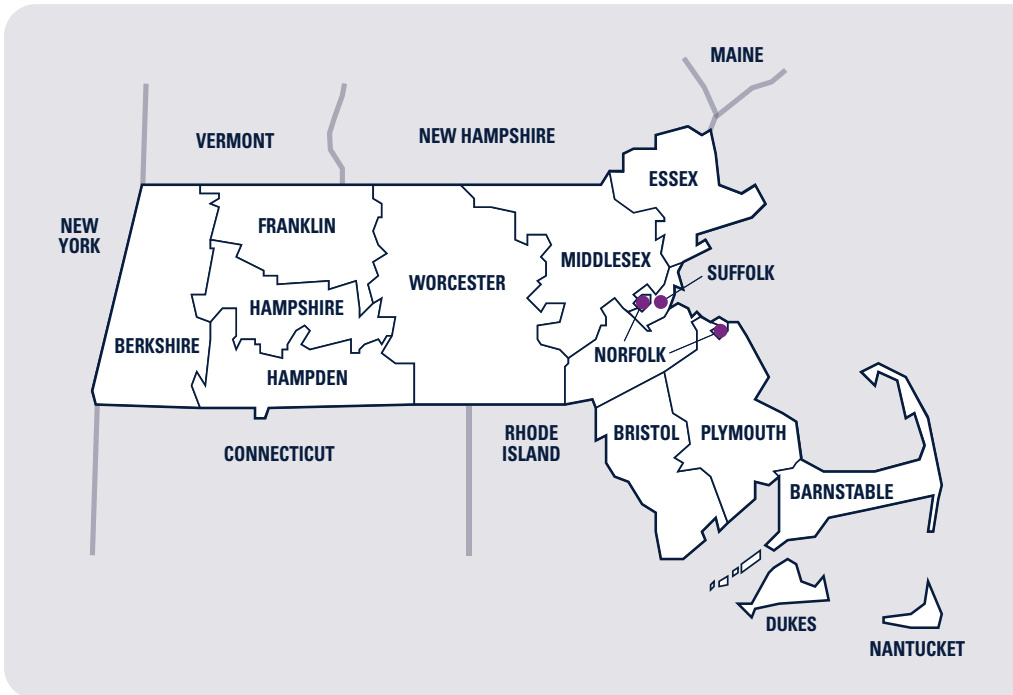 MAINE
VERMONT
NEW HAMPSHIRE
ESSEX
NEW
YORK
FRANKLIN
MIDDLESEX
SUFFOLK
WORCESTER
HAMPSHIRE
BERKSHIRE
NORFOLK
HAMPDEN
RHODE
ISLAND
BRISTOL
PLYMOUTH
CONNECTICUT
BARNSTABLE
DUKES
NANTUCKET